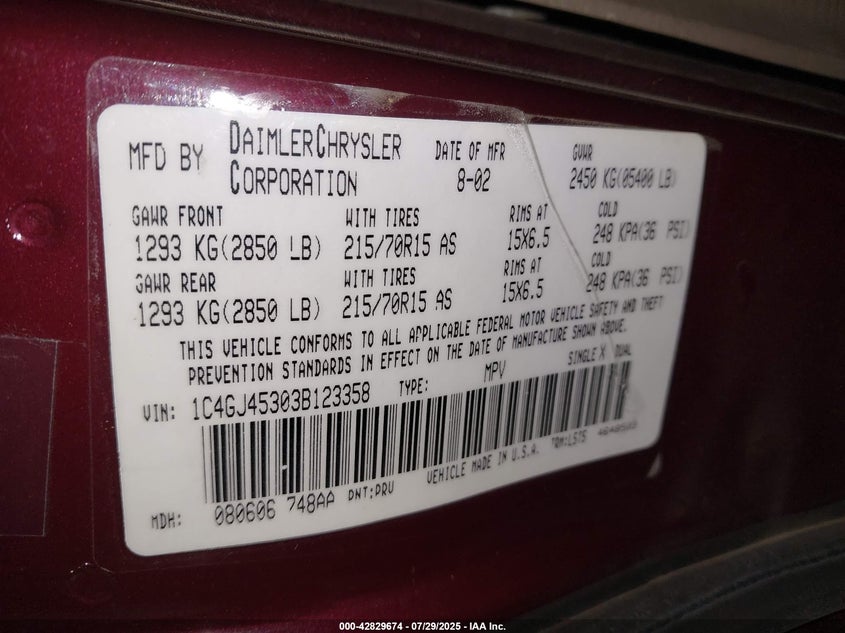 MFD BY DAIMLERCHRYSLER CORPORATION DATE OF MFR 8-02 GVWR 2450 KG(05400 LB)
GAWR FRONT WITH TIRES RIMS AT COLD
1293 KG(2850 LB) 215/70R15 AS 15X6.5 248 KPA(36 PSI)
GAWR REAR WITH TIRES RIMS AT COLD
1293 KG(2850 LB) 215/70R15 AS 15X6.5 248 KPA(36 PSI)
THIS VEHICLE CONFORMS TO ALL APPLICABLE FEDERAL MOTOR VEHICLE SAFETY AND THEFT
PREVENTION STANDARDS IN EFFECT ON THE DATE OF MANUFACTURE SHOWN ABOVE.
VIN: 1C4GJ45303B123358 TYPE: MPV SINGLE X DUAL
MDH: 080606 748AA PNT:PRV VEHICLE MADE IN U.S.A. TRM:L5T5
000-42829674 | 07/29/2025 - IAA Inc.